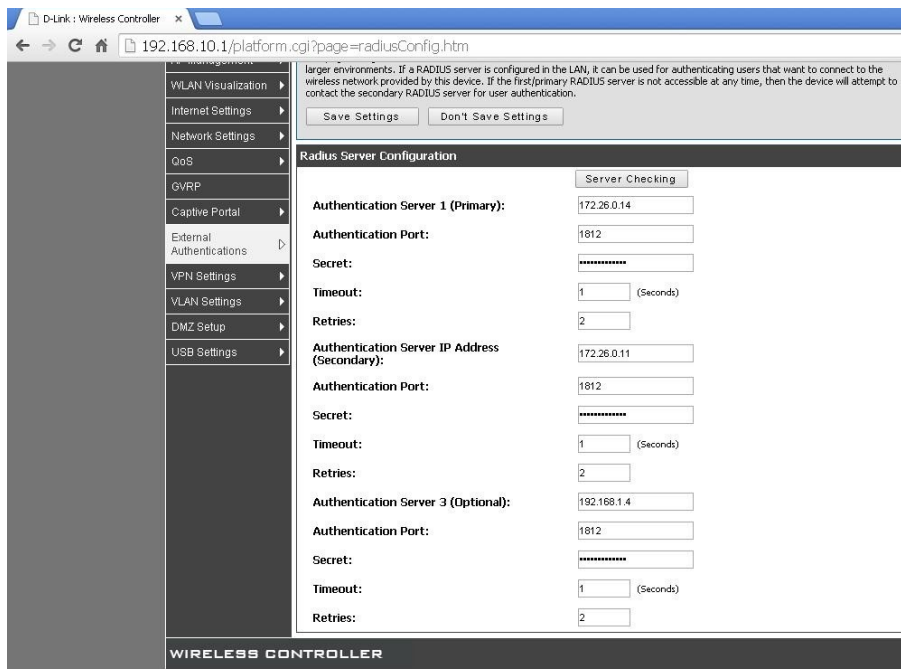 D-Link : Wireless Controller
192.168.10.1/platform.cgi?page=radiusConfig.htm
WLAN Visualization
Internet Settings
Network Settings
QoS
GVRP
Captive Portal
External
Authentications
VPN Settings
VLAN Settings
DMZ Setup
USB Settings
larger environments. If a RADIUS server is configured in the LAN, it can be used for authenticating users that want to connect to the
wireless network provided by this device. If the first/primary RADIUS server is not accessible at any time, then the device will attempt to
contact the secondary RADIUS server for user authentication.
Save Settings Don't Save Settings
Radius Server Configuration
Server Checking
Authentication Server 1 (Primary): 172.26.0.14
Authentication Port: 1812
Secret: ••••••••••••
Timeout: 1 (Seconds)
Retries: 2
Authentication Server IP Address
(Secondary): 172.26.0.11
Authentication Port: 1812
Secret: ••••••••••••
Timeout: 1 (Seconds)
Retries: 2
Authentication Server 3 (Optional): 192.168.1.4
Authentication Port: 1812
Secret: ••••••••••••
Timeout: 1 (Seconds)
Retries: 2
WIRELESS CONTROLLER